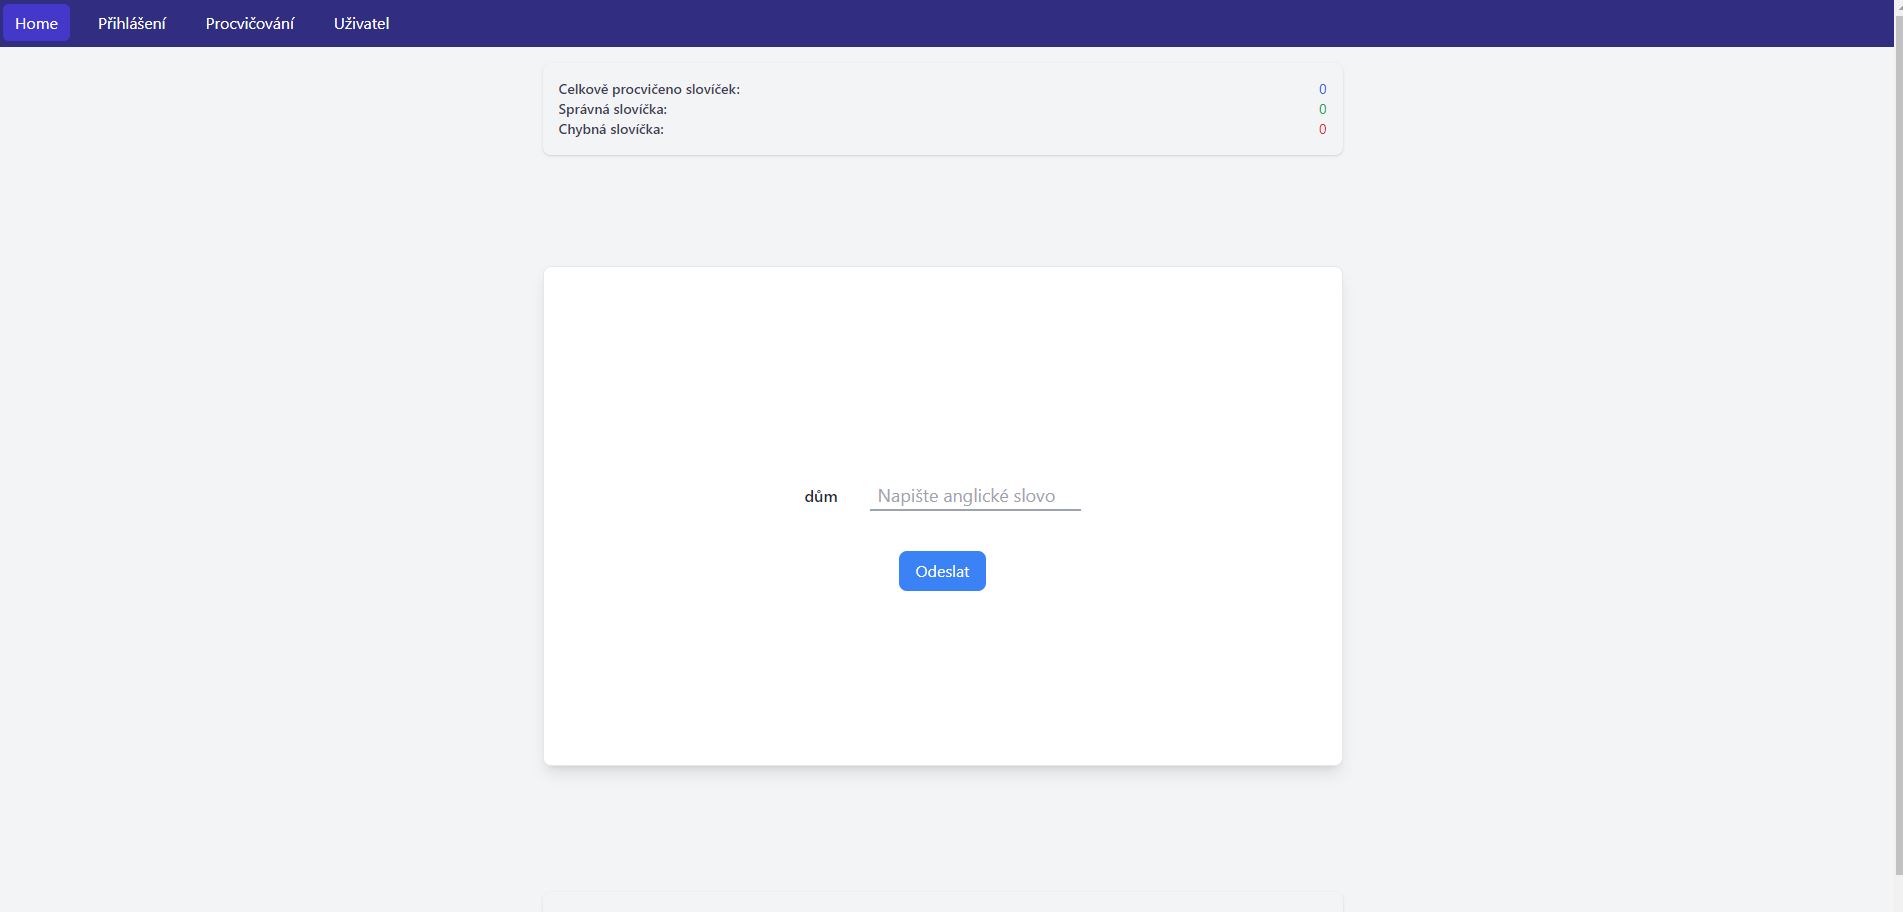 Home Přihlášení Procvičování Uživatel
Celkově procvičeno slovíček: 0
Správná slovíčka: 0
Chybná slovíčka: 0
dům Napište anglické slovo
Odeslat